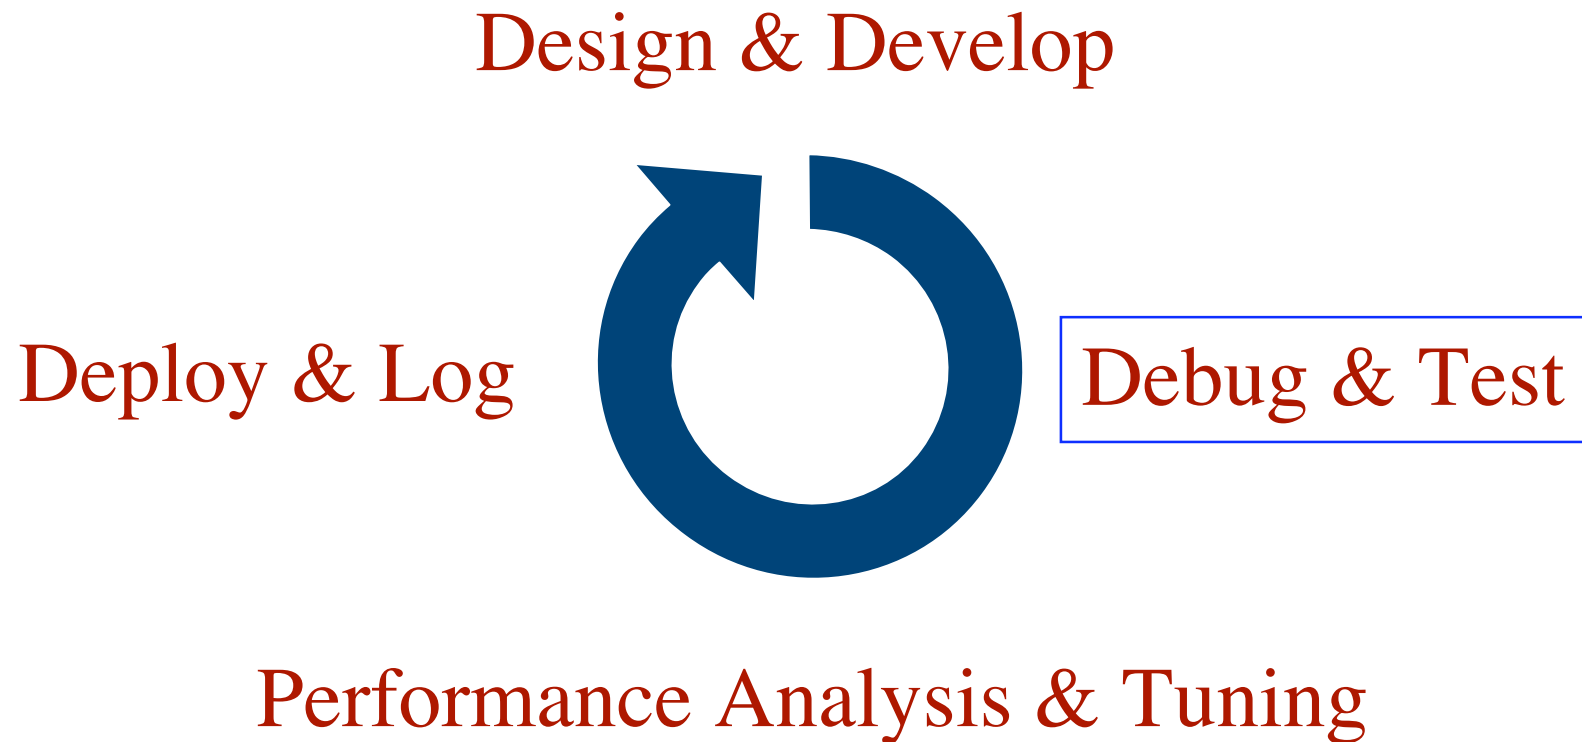 Design & Develop
Deploy & Log
Debug & Test
Performance Analysis & Tuning